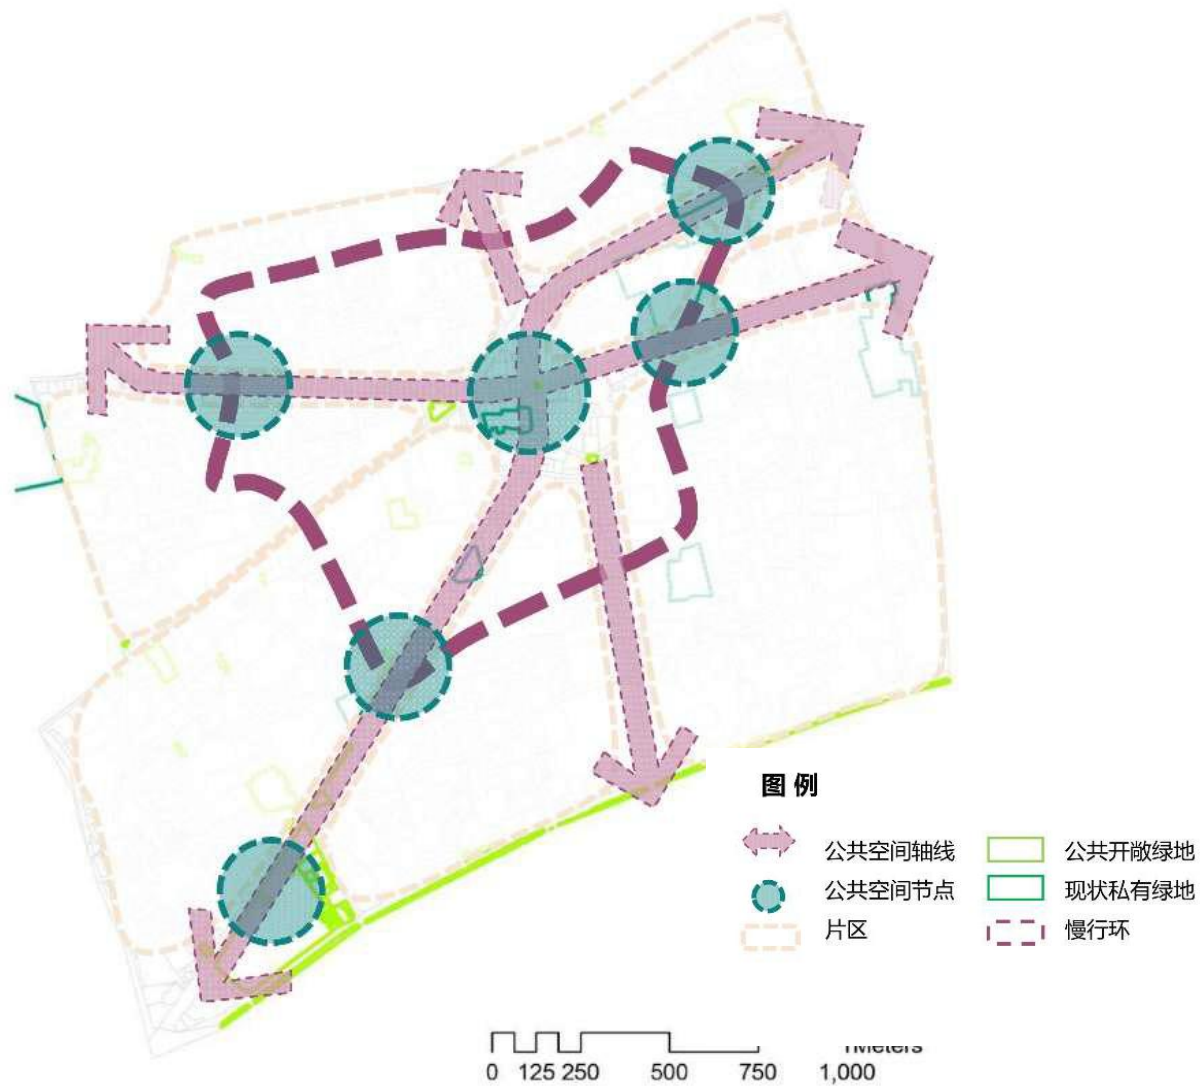 图例
公共空间轴线
公共开敞绿地
公共空间节点
现状私有绿地
片区
慢行环
Meters
0 125 250 500 750 1,000